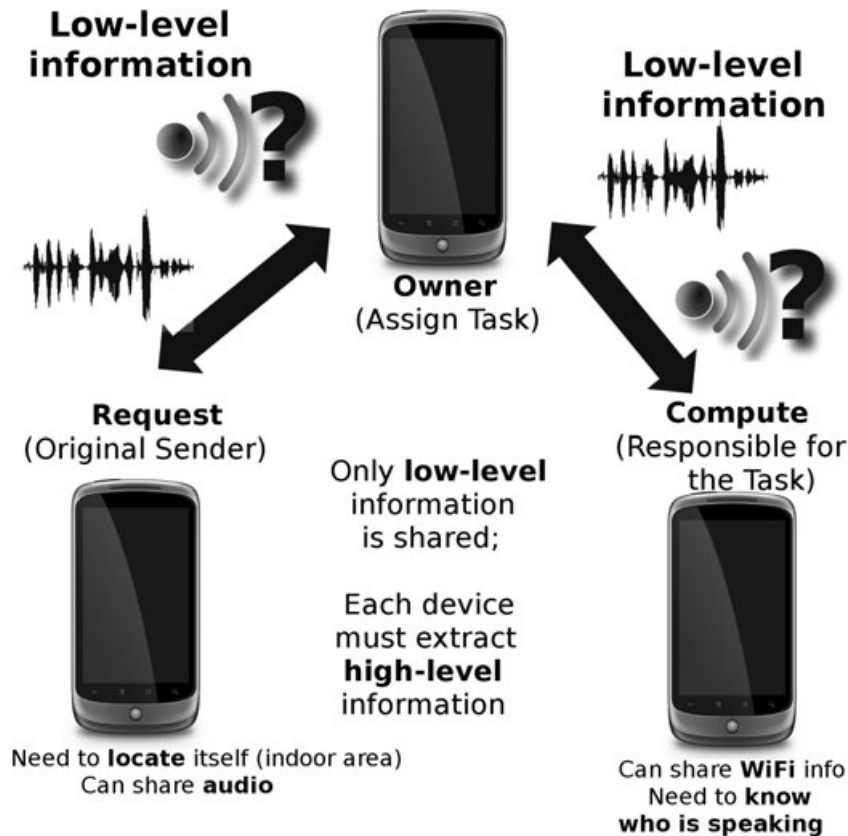 Low-level
information
?
Low-level
information
?
Owner
(Assign Task)
Request
(Original Sender)
Compute
(Responsible for
the Task)
Only low-level
information
is shared;
Each device
must extract
high-level
information
Need to locate itself (indoor area)
Can share audio
Can share WiFi info
Need to know
who is speaking